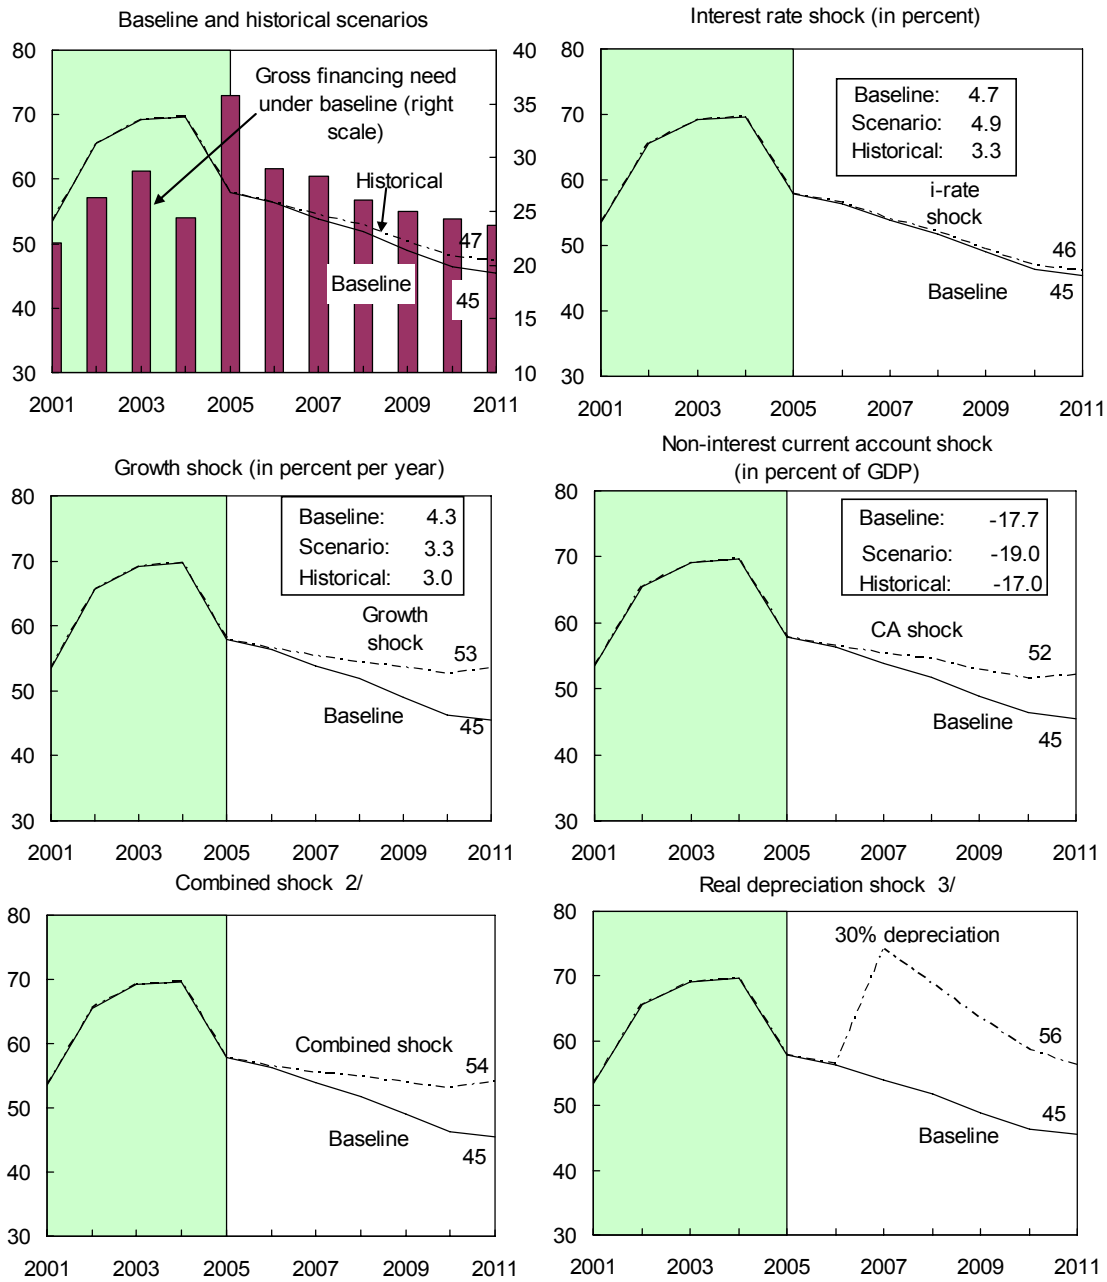 Baseline and historical scenarios
80
70
60
50
40
30
40
35
30
25
20
15
10
Gross financing need
under baseline (right
scale)
Historical
47
Baseline
45
2001
2003
2005
2007
2009
2011
Interest rate shock (in percent)
80
70
60
50
40
30
Baseline: 4.7
Scenario: 4.9
Historical: 3.3
i-rate
shock
46
Baseline
45
2001
2003
2005
2007
2009
2011
Growth shock (in percent per year)
80
70
60
50
40
30
Baseline: 4.3
Scenario: 3.3
Historical: 3.0
Growth
shock
53
Baseline
45
2001
2003
2005
2007
2009
2011
Non-interest current account shock
(in percent of GDP)
80
70
60
50
40
30
Baseline: -17.7
Scenario: -19.0
Historical: -17.0
CA shock
52
Baseline
45
2001
2003
2005
2007
2009
2011
Combined shock 2/
80
70
60
50
40
30
Combined shock
54
Baseline
45
2001
2003
2005
2007
2009
2011
Real depreciation shock 3/
80
70
60
50
40
30
30% depreciation
56
45
Baseline
2001
2003
2005
2007
2009
2011